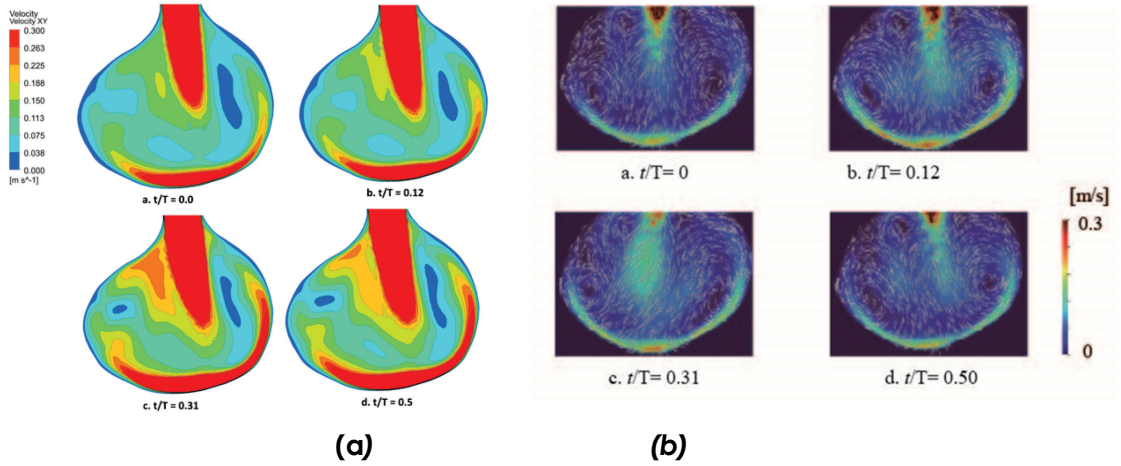 Velocity
Velocity XY
0.300
0.263
0.225
0.188
0.150
0.113
0.075
0.038
0.000
[m s^-1]
a. t/T = 0.0
b. t/T = 0.12
c. t/T = 0.31
d. t/T = 0.5
(a)
a. t/T= 0
b. t/T= 0.12
c. t/T= 0.31
d. t/T= 0.50
[m/s]
0.3
0
(b)